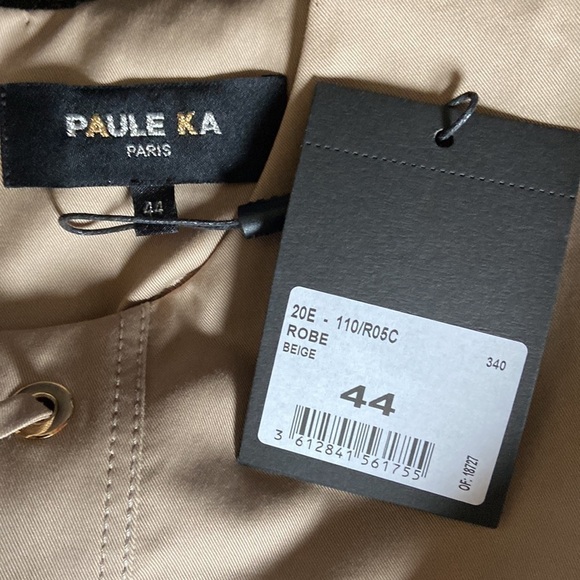 PAULE KA
PARIS
44
20E - 110/R05C
ROBE
BEIGE
340
44
3 612841 561755
OF: 18727